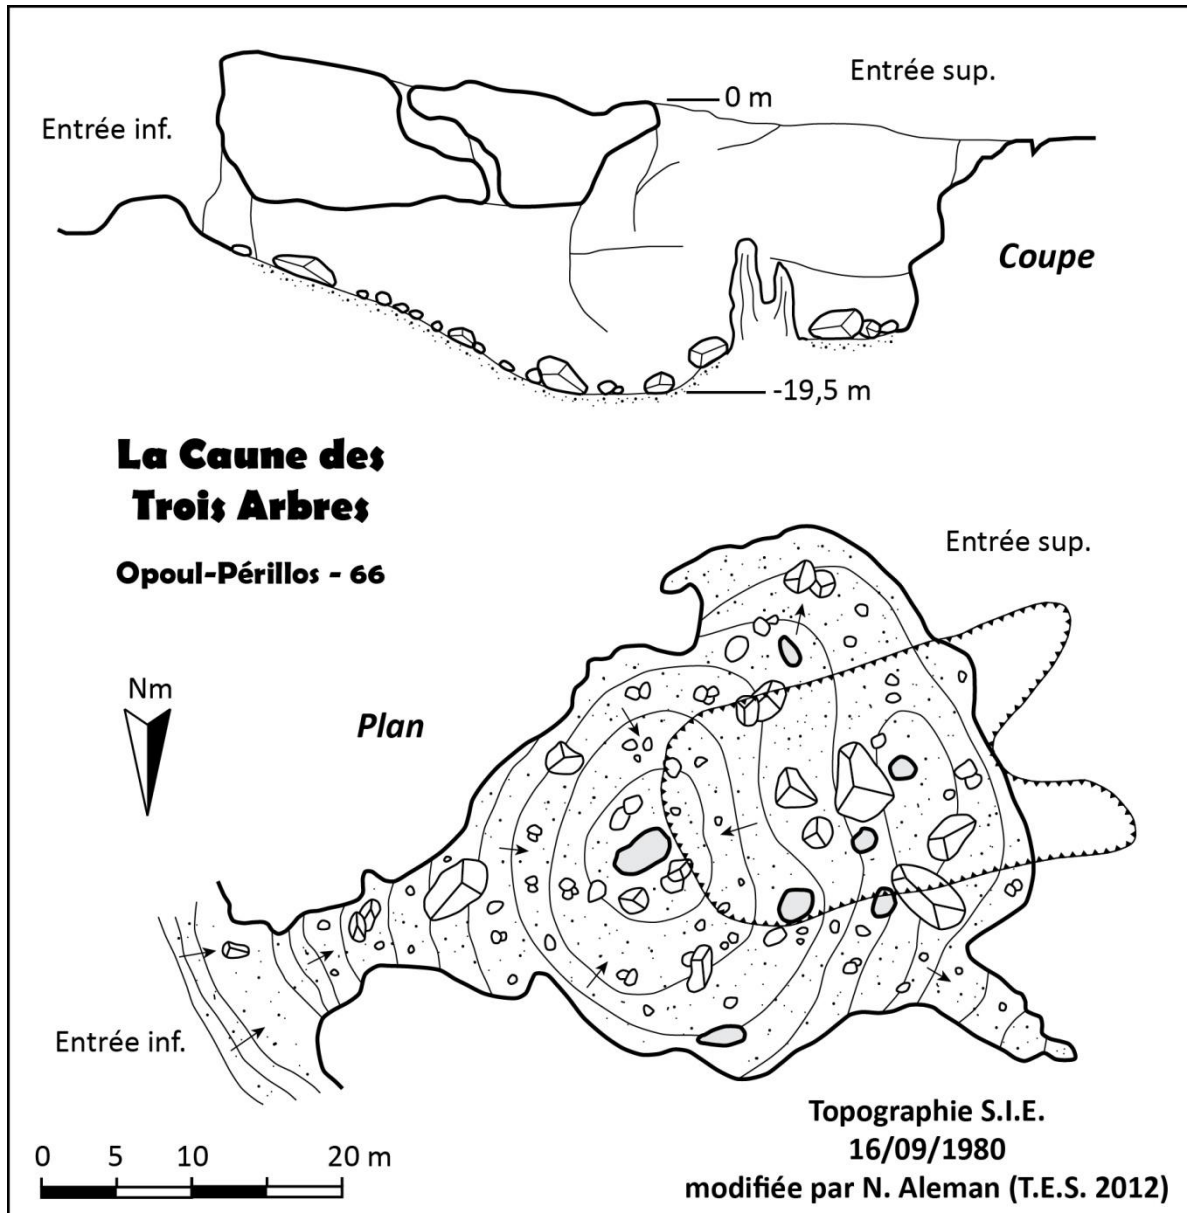 Entrée sup.
0 m
Entrée inf.
Coupe
-19,5 m
La Caune des
Trois Arbres
Opoul-Périllos - 66
Entrée sup.
Nm
Plan
Entrée inf.
0 5 10 20 m
Topographie S.I.E.
16/09/1980
modifiée par N. Aleman (T.E.S. 2012)